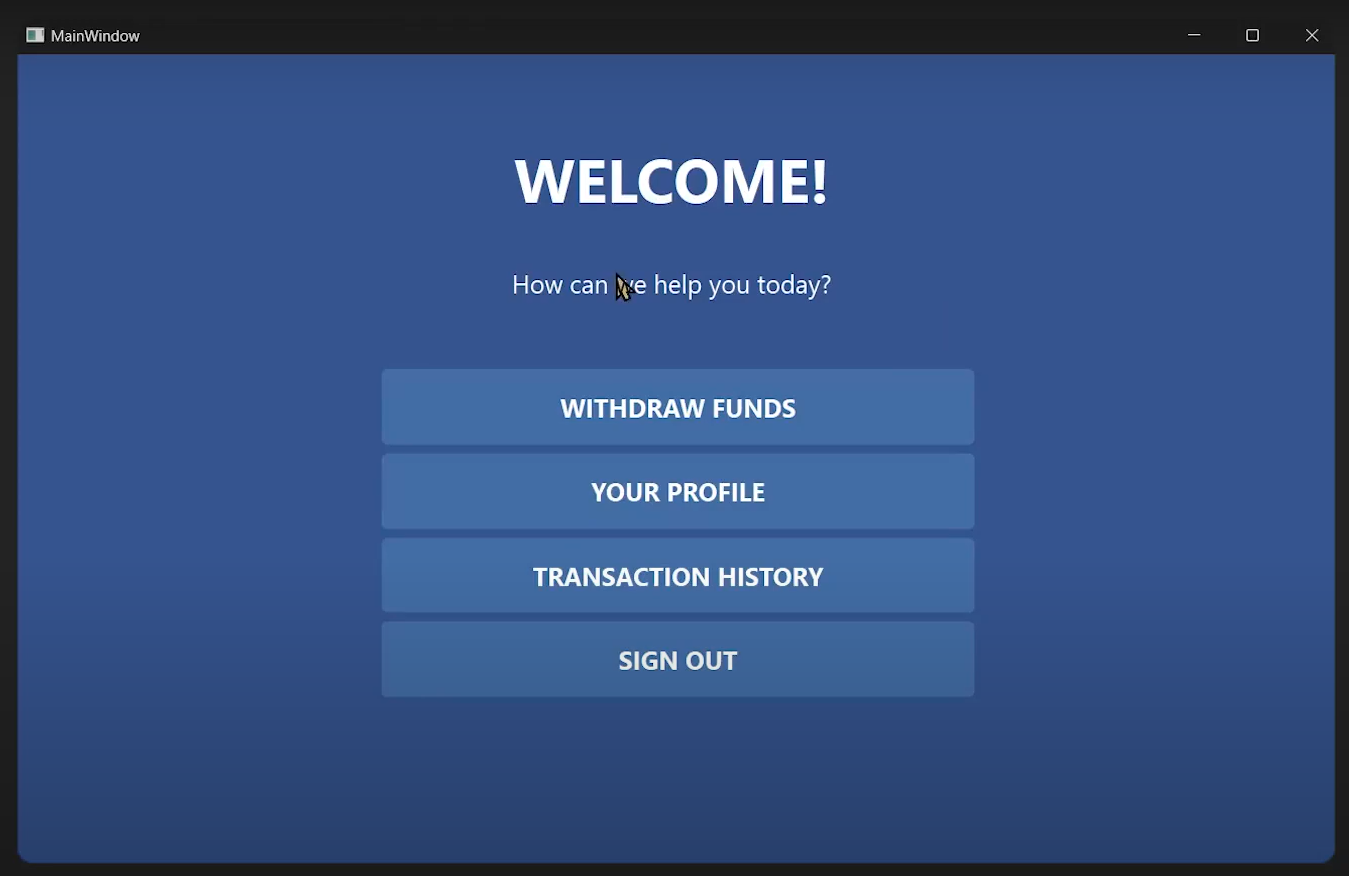 MainWindow
WELCOME!
How can we help you today?
WITHDRAW FUNDS
YOUR PROFILE
TRANSACTION HISTORY
SIGN OUT